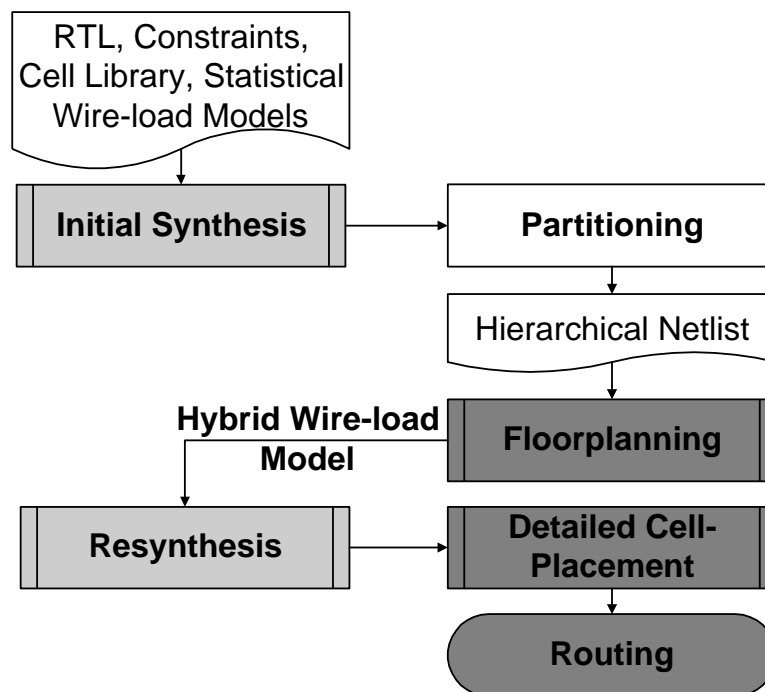 RTL, Constraints,
Cell Library, Statistical
Wire-load Models
Initial Synthesis
Partitioning
Hierarchical Netlist
Floorplanning
Hybrid Wire-load
Model
Resynthesis
Detailed Cell-
Placement
Routing